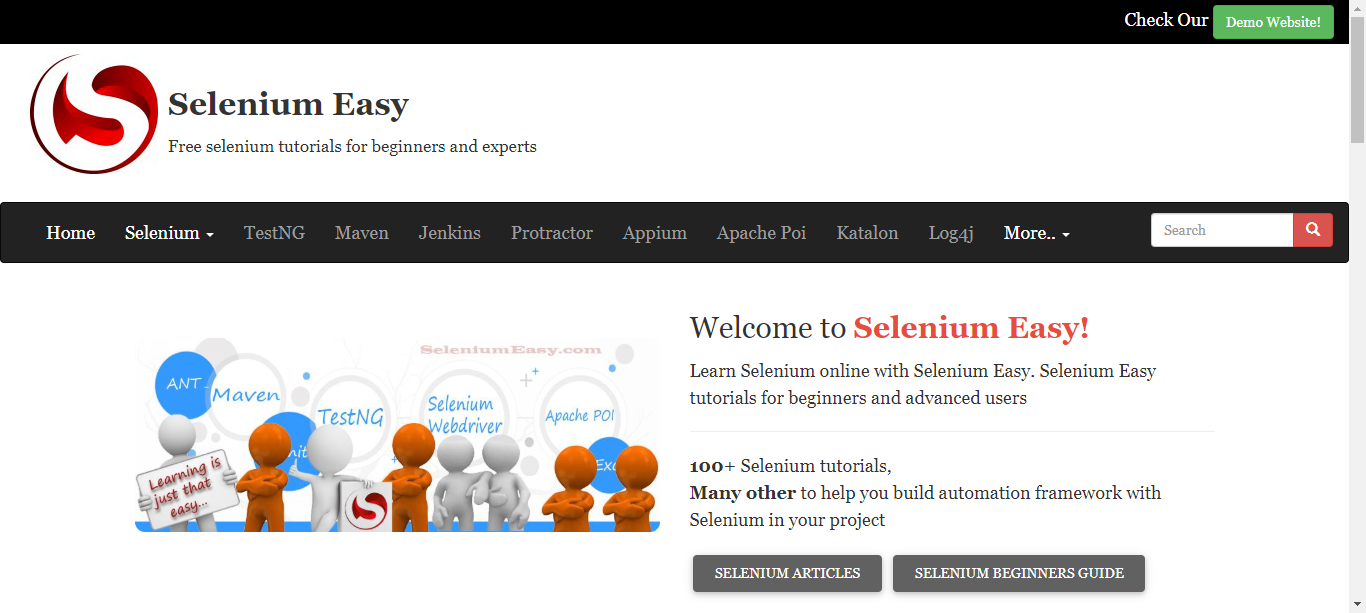 Check Our Demo Website!
Selenium Easy
Free selenium tutorials for beginners and experts
Home Selenium TestNG Maven Jenkins Protractor Appium Apache Poi Katalon Log4j More.. Search
Welcome to Selenium Easy!
Learn Selenium online with Selenium Easy. Selenium Easy
tutorials for beginners and advanced users
100+ Selenium tutorials,
Many other to help you build automation framework with
Selenium in your project
SELENIUM ARTICLES SELENIUM BEGINNERS GUIDE
SeleniumEasy.com
ANT
Maven
TestNG
Selenium
Webdriver
Apache POI
Learning is
just that
easy...